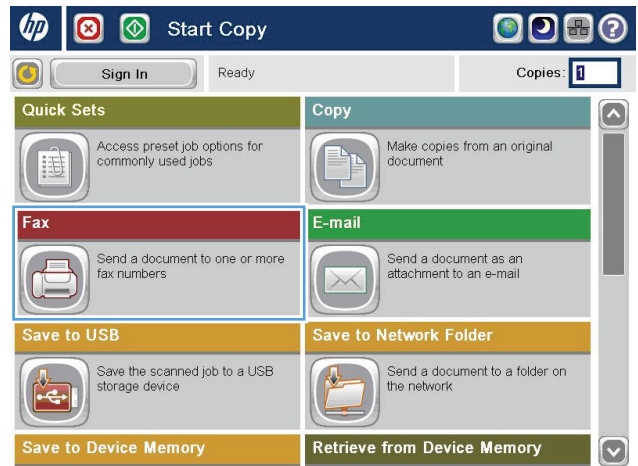 hp Start Copy ?
Sign In Ready Copies: 1
Quick Sets
Access preset job options for
commonly used jobs
Copy
Make copies from an original
document
Fax
Send a document to one or more
fax numbers
E-mail
Send a document as an
attachment to an e-mail
Save to USB
Save the scanned job to a USB
storage device
Save to Network Folder
Send a document to a folder on
the network
Save to Device Memory
Retrieve from Device Memory